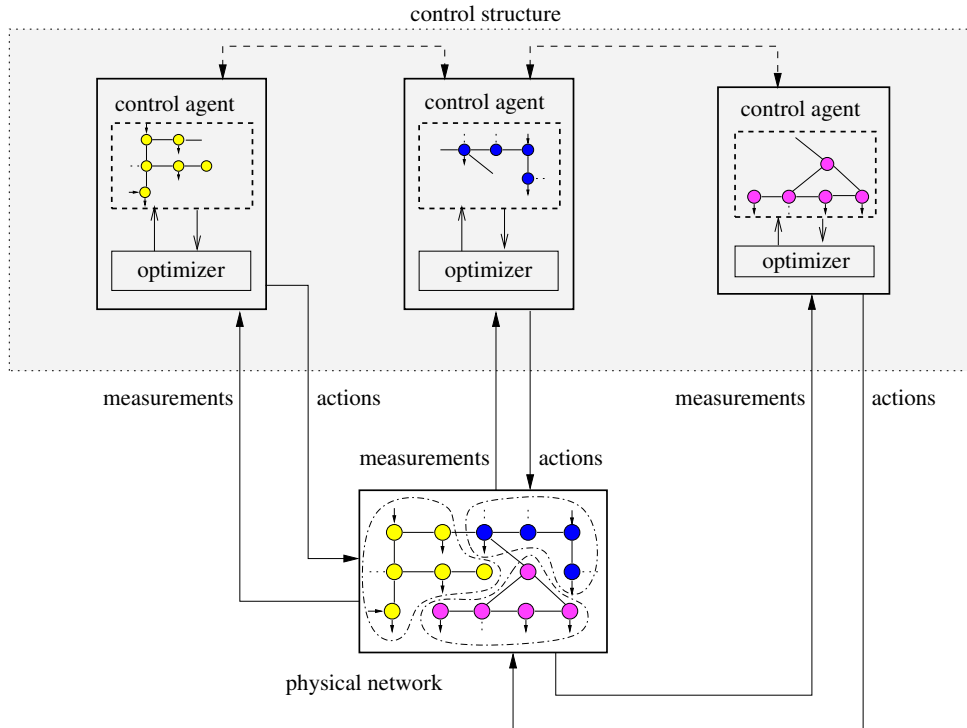 control structure
control agent
control agent
control agent
optimizer
optimizer
optimizer
measurements
actions
measurements
actions
measurements
actions
physical network